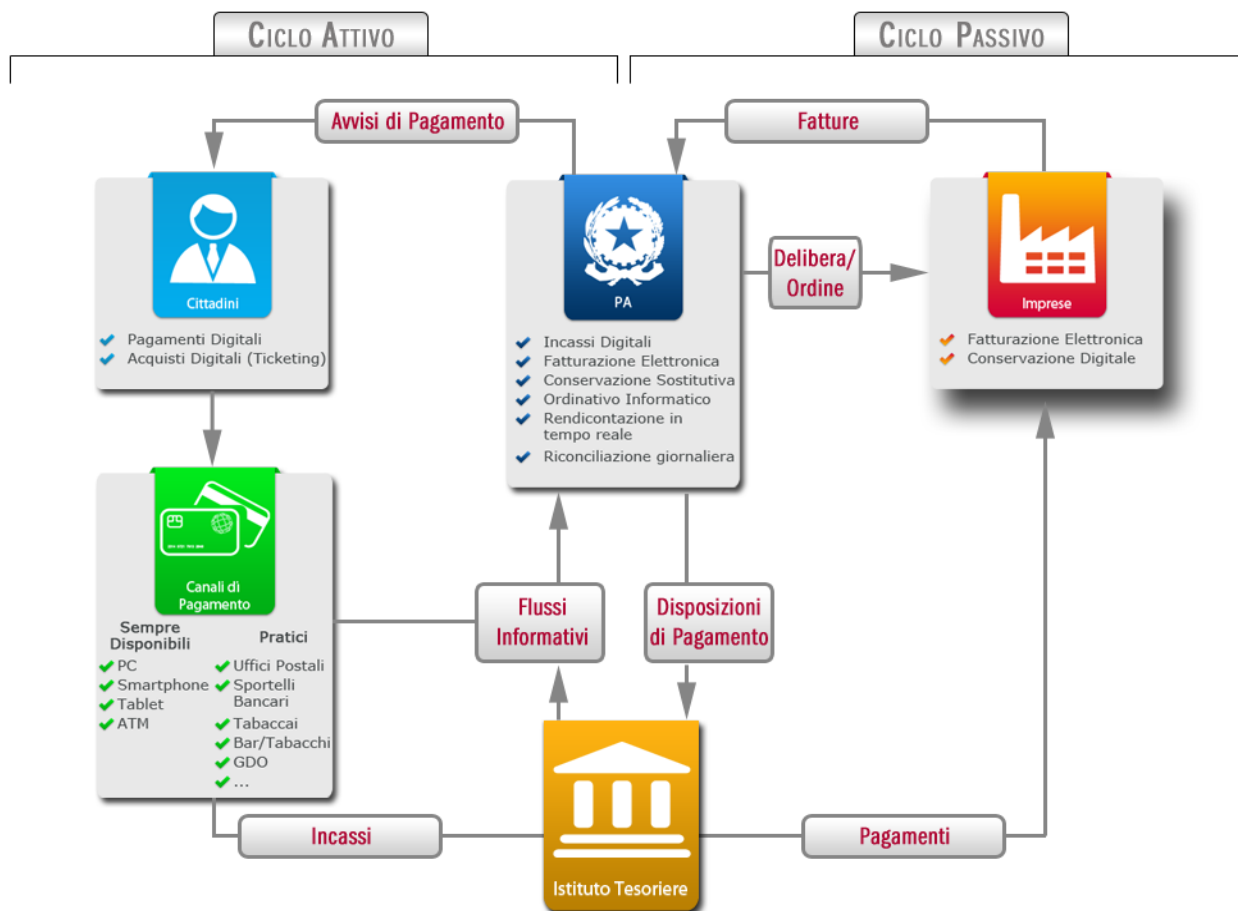 CICLO ATTIVO
CICLO PASSIVO
Avvisi di Pagamento
Fatture
Cittadini
Pagamenti Digitali
Acquisti Digitali (Ticketing)
PA
Incassi Digitali
Fatturazione Elettronica
Conservazione Sostitutiva
Ordinativo Informatico
Rendicontazione in
tempo reale
Riconciliazione giornaliera
Delibera/
Ordine
Imprese
Fatturazione Elettronica
Conservazione Digitale
Canali di
Pagamento
Sempre
Disponibili
PC
Smartphone
Tablet
ATM
Pratici
Uffici Postali
Sportelli
Bancari
Tabaccai
Bar/Tabacchi
GDO
...
Flussi
Informativi
Disposizioni
di Pagamento
Incassi
Istituto Tesoriere
Pagamenti